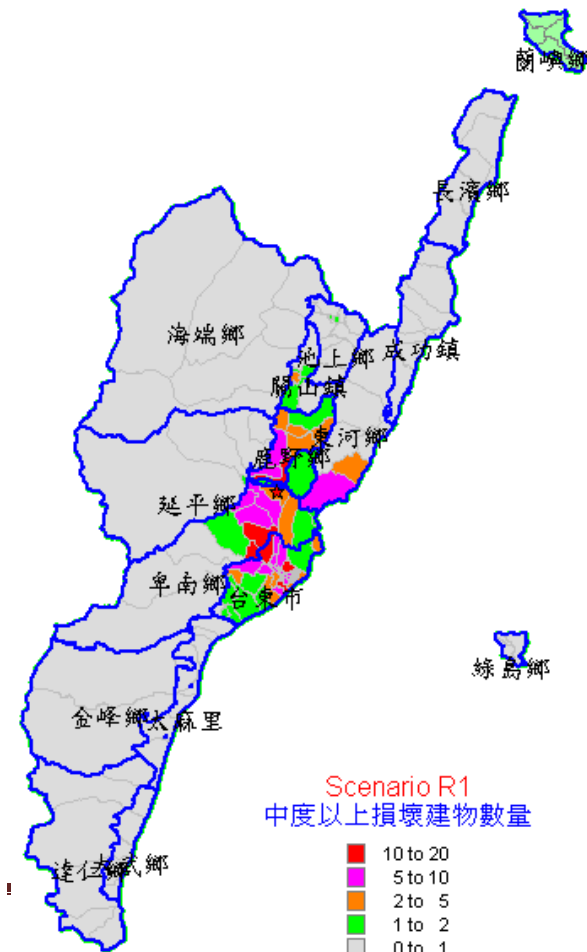 蘭嶼鄉
長濱鄉
海端鄉
池上鄉
成功鎮
關山鎮
東河鄉
鹿野鄉
延平鄉
卑南鄉
台東市
綠島鄉
金峰鄉
太麻里
Scenario R1
中度以上損壞建物數量
10 to 20
5 to 10
2 to 5
1 to 2
0 to 1
達仁鄉
大武鄉
!